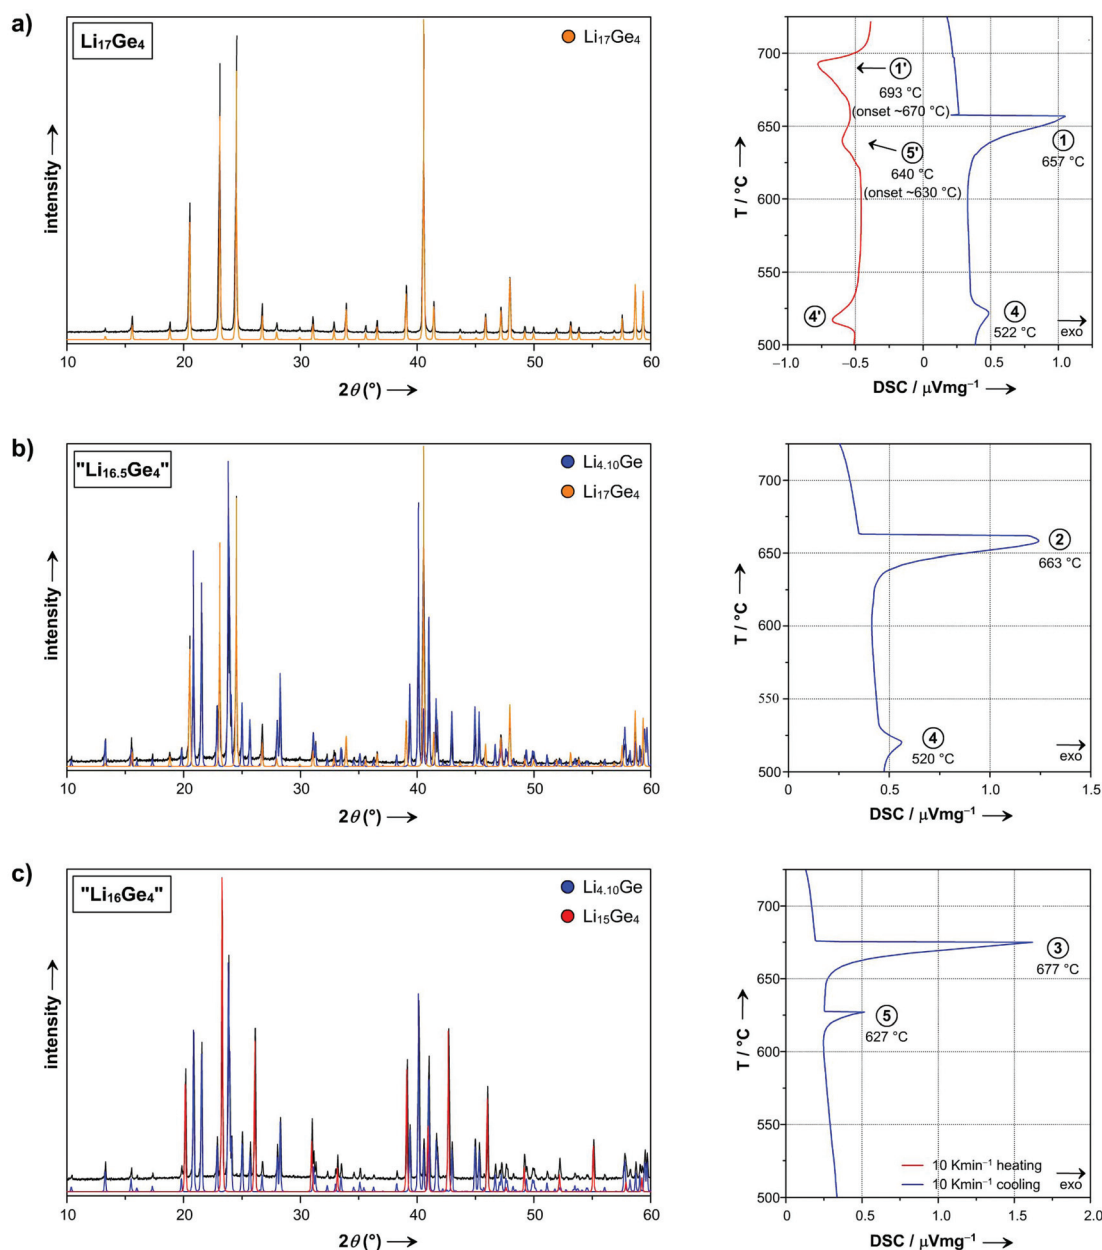 a)
Li₁₇Ge₄
Li₁₇Ge₄
intensity →
10 20 30 40 50 60
2θ (°) →
T / °C →
700
650
600
550
500
1'
693 °C
(onset ~670 °C)
5'
640 °C
(onset ~630 °C)
1
657 °C
4'
4
522 °C
exo
−1.0 −0.5 0 0.5 1.0
DSC / μVmg⁻¹ →
b)
"Li₁₆.₅Ge₄"
Li₄.₁₀Ge
Li₁₇Ge₄
intensity →
10 20 30 40 50 60
2θ (°) →
T / °C →
700
650
600
550
500
2
663 °C
4
520 °C
exo
0 0.5 1.0 1.5
DSC / μVmg⁻¹ →
c)
"Li₁₆Ge₄"
Li₄.₁₀Ge
Li₁₅Ge₄
intensity →
10 20 30 40 50 60
2θ (°) →
T / °C →
700
650
600
550
500
3
677 °C
5
627 °C
10 Kmin⁻¹ heating
10 Kmin⁻¹ cooling
exo
0 0.5 1.0 1.5 2.0
DSC / μVmg⁻¹ →